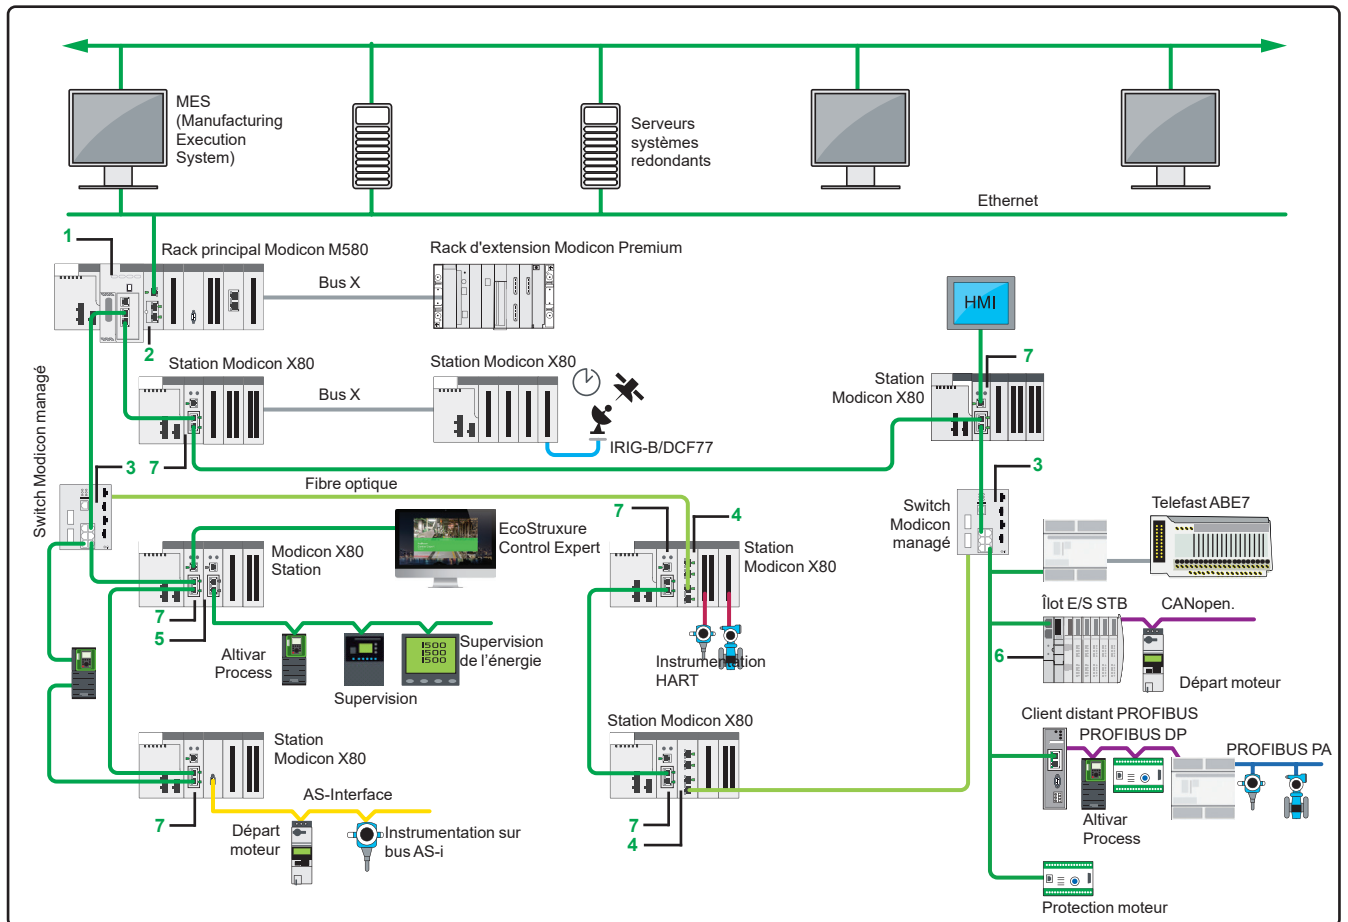 MES
(Manufacturing
Execution
System)
Serveurs
systèmes
redondants
Ethernet
1
Rack principal Modicon M580
Rack d'extension Modicon Premium
Bus X
2
HMI
Station Modicon X80
Station Modicon X80
Bus X
7
IRIG-B/DCF77
Station
Modicon X80
7
Switch Modicon managé
3
Fibre optique
3
Switch
Modicon
managé
Telefast ABE7
Modicon X80
Station
EcoStruxure
Control Expert
7
5
7
4
Station
Modicon X80
Altivar
Process
Supervision
Supervision
de l'énergie
Instrumentation
HART
Îlot E/S STB
CANopen.
6
Départ moteur
Station
Modicon X80
7
AS-Interface
Départ
moteur
Instrumentation sur
bus AS-i
Station Modicon X80
7
4
Client distant PROFIBUS
PROFIBUS DP
PROFIBUS PA
Altivar
Process
Protection moteur
1500
1500
1500